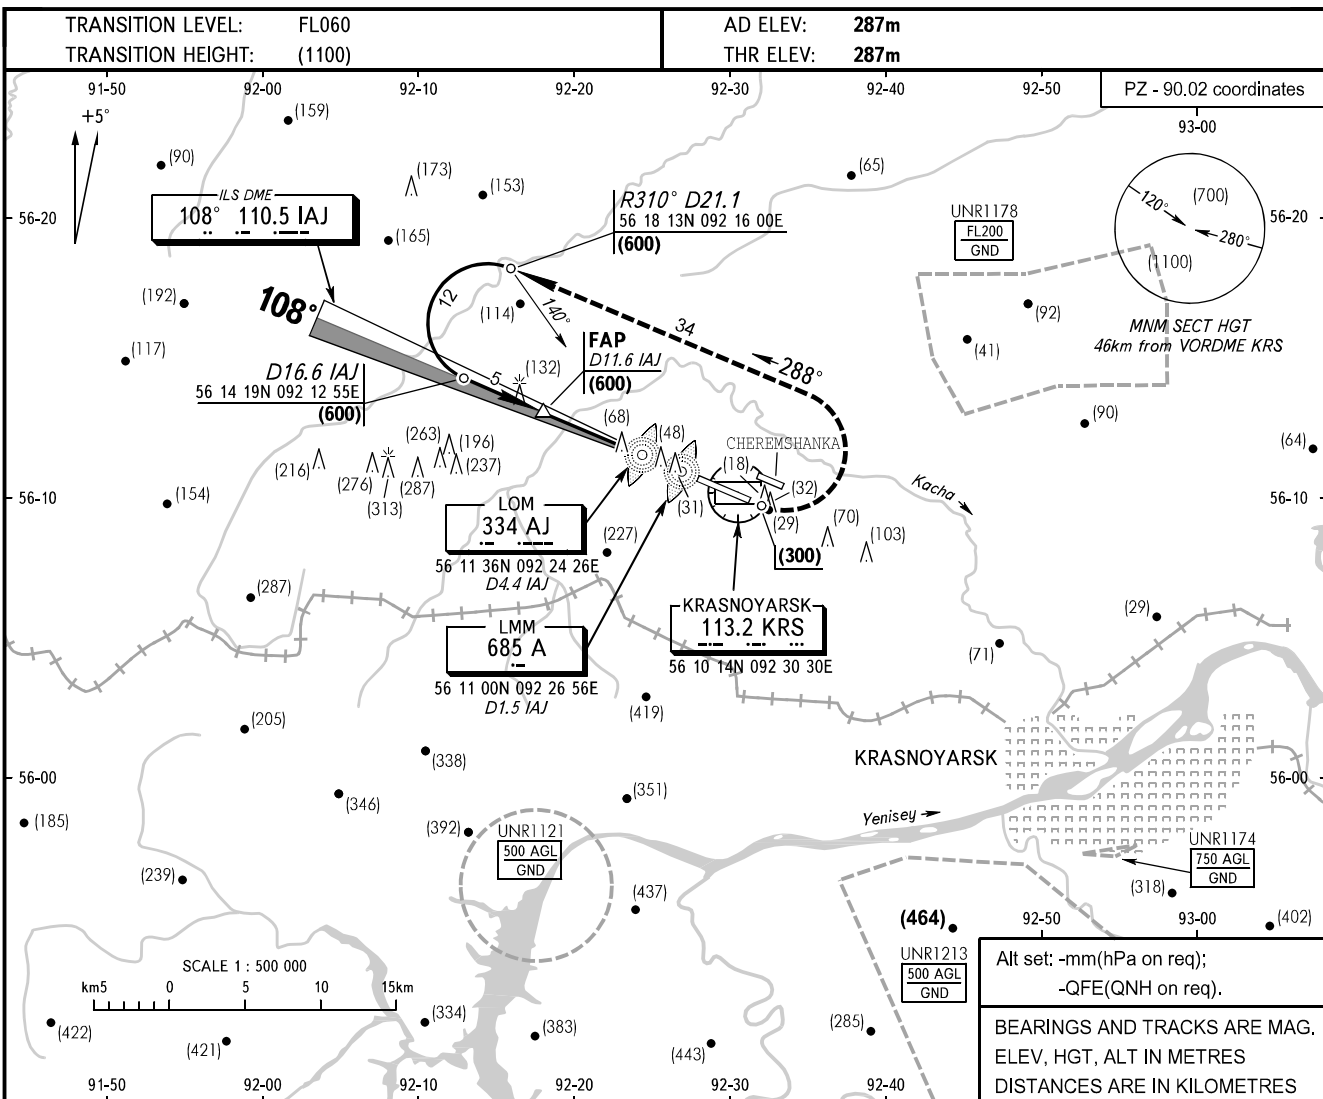 TRANSITION LEVEL: FL060
TRANSITION HEIGHT: (1100)
AD ELEV: 287m
THR ELEV: 287m
91-50 92-00 92-10 92-20 92-30 92-40 92-50
PZ - 90.02 coordinates
93-00
+5°
(159)
(90)
(173)
(153)
(65)
ILS DME
108° 110.5 IAJ
R310° D21.1
56 18 13N 092 16 00E
(600)
UNR1178
FL200
GND
120°
(700)
280°
(1100)
56-20
56-20
(165)
(192)
108°
12
(114)
140°
34
(92)
MNM SECT HGT
46km from VORDME KRS
(117)
FAP
D11.6 IAJ
(600)
(41)
D16.6 IAJ
56 14 19N 092 12 55E
(600)
5
(132)
288°
(90)
(68)
(48)
CHEREMSHANKA
(64)
(263)
(196)
(216)
(276)
(237)
(287)
(313)
(18)
(32)
(31)
(29)
Kacha
(154)
56-10
56-10
LOM
334 AJ
56 11 36N 092 24 26E
D4.4 IAJ
(227)
(300)
(70)
(103)
(287)
KRASNOYARSK
113.2 KRS
56 10 14N 092 30 30E
(29)
LMM
685 A
56 11 00N 092 26 56E
D1.5 IAJ
(71)
(205)
(419)
(338)
KRASNOYARSK
56-00
56-00
(346)
(351)
(185)
(392)
UNR1121
500 AGL
GND
Yenisey
UNR1174
750 AGL
GND
(239)
(437)
(318)
(464)
92-50
93-00
(402)
UNR1213
500 AGL
GND
SCALE 1 : 500 000
km5 0 5 10 15km
Alt set: -mm(hPa on req);
-QFE(QNH on req).
(422)
(421)
(334)
(383)
(443)
(285)
BEARINGS AND TRACKS ARE MAG.
ELEV, HGT, ALT IN METRES
DISTANCES ARE IN KILOMETRES
91-50 92-00 92-10 92-20 92-30 92-40